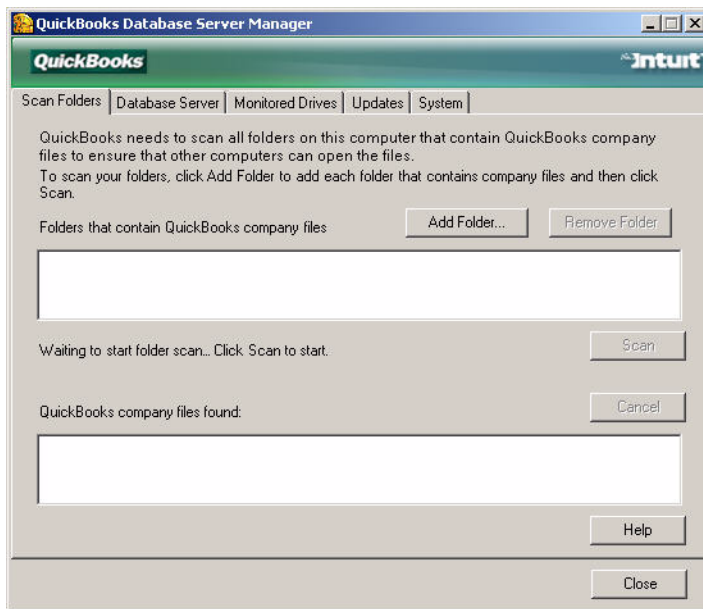 QuickBooks Database Server Manager
QuickBooks
Intuit
Scan Folders Database Server Monitored Drives Updates System
QuickBooks needs to scan all folders on this computer that contain QuickBooks company
files to ensure that other computers can open the files.
To scan your folders, click Add Folder to add each folder that contains company files and then click
Scan.
Folders that contain QuickBooks company files
Add Folder...
Remove Folder
Waiting to start folder scan... Click Scan to start.
Scan
QuickBooks company files found:
Cancel
Help
Close